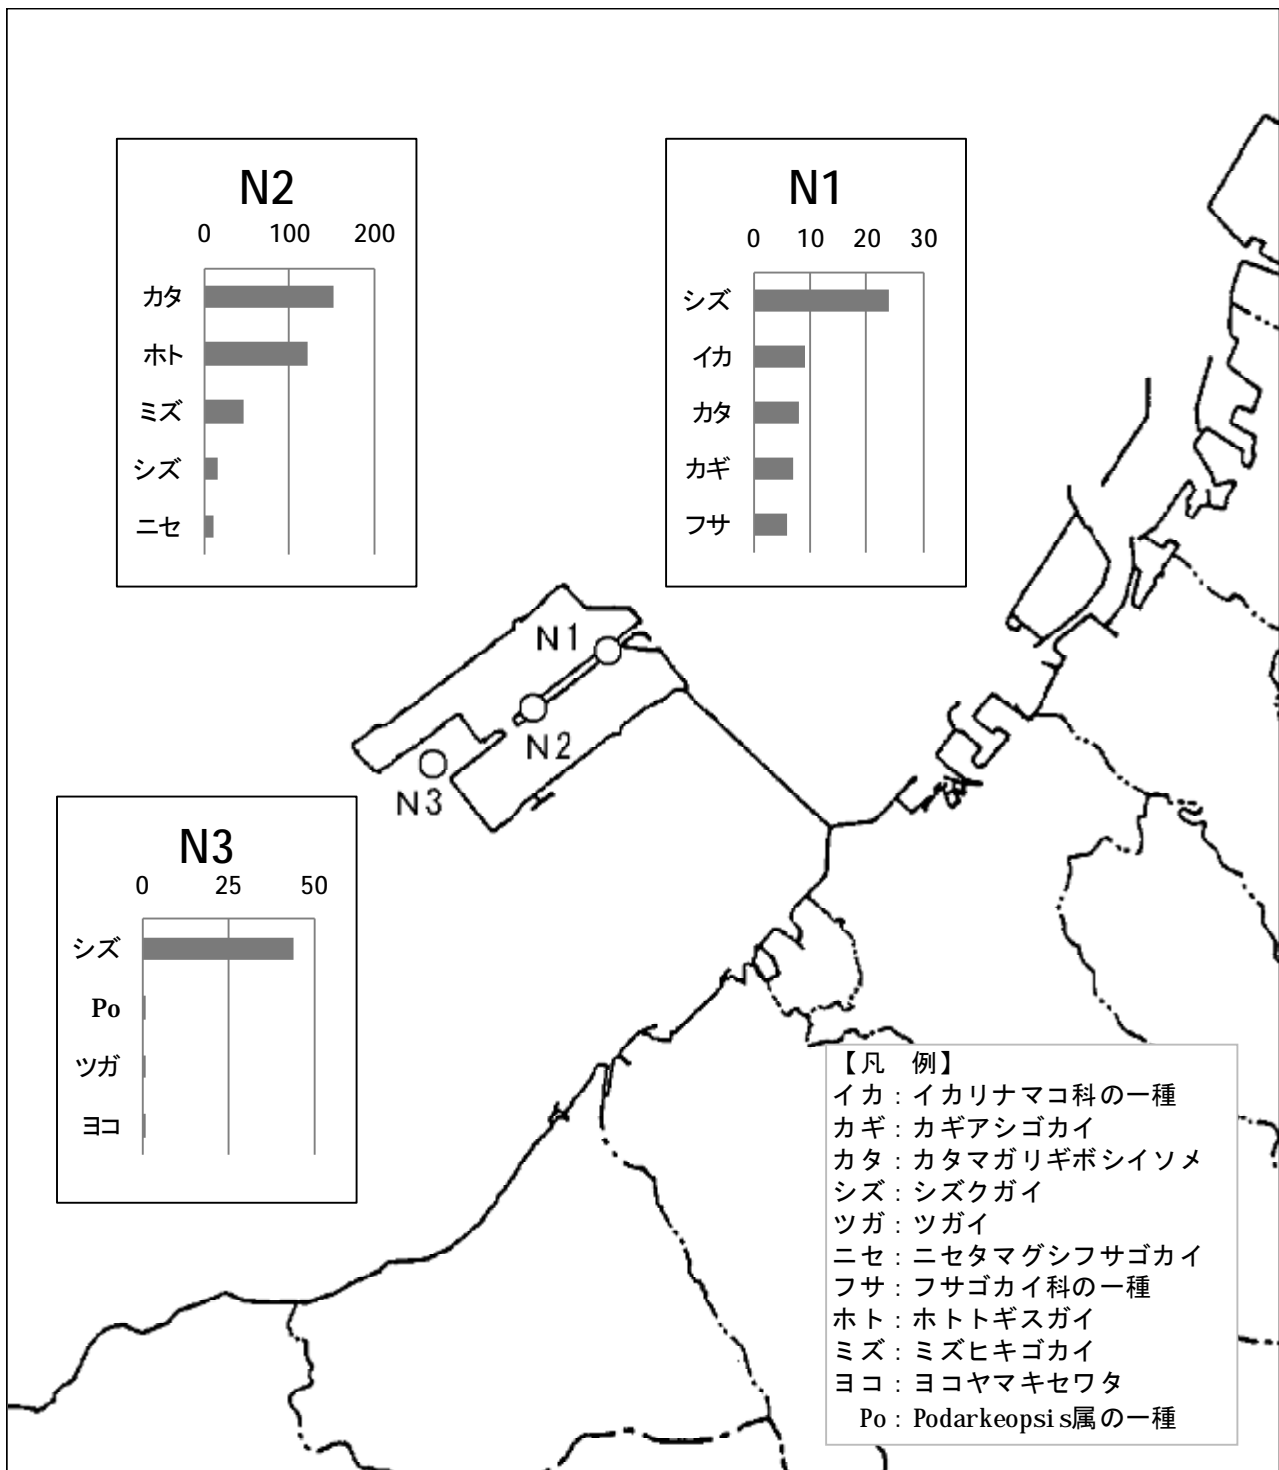 N2
0 100 200
カタ
ホト
ミズ
シズ
ニセ
N1
0 10 20 30
シズ
イカ
カタ
カギ
フサ
N1
N2
N3
N3
0 25 50
シズ
Po
ツガ
ヨコ
【凡 例】
イカ：イカリナマコ科の一種
カギ：カギアシゴカイ
カタ：カタマガリギボシイソメ
シズ：シズクガイ
ツガ：ツガイ
ニセ：ニセタマグシフサゴカイ
フサ：フサゴカイ科の一種
ホト：ホトトギスガイ
ミズ：ミズヒキゴカイ
ヨコ：ヨコヤマキセワタ
Po：Podarkeopsis属の一種